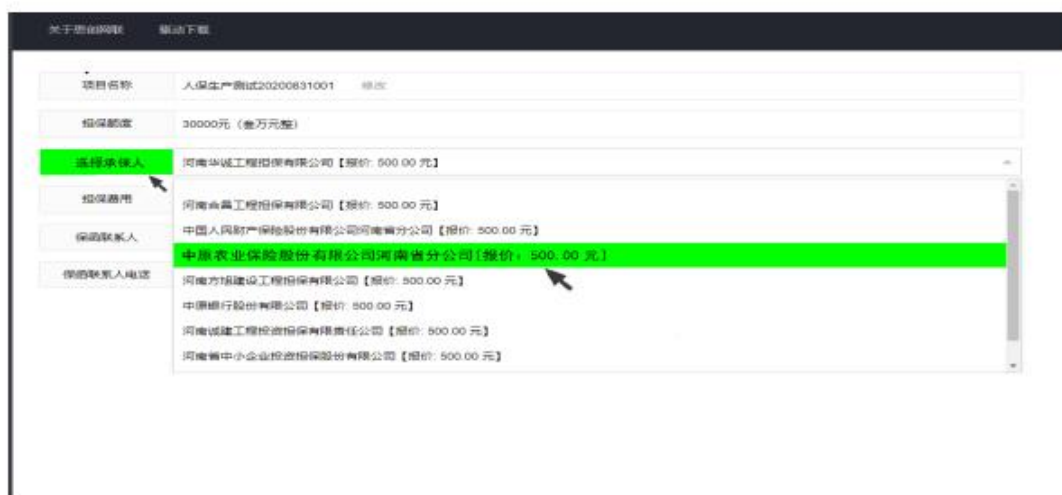 关于思创网联 驱动下载
项目名称 人保生产测试20200831001 修改
担保额度 30000元（叁万元整）
选择承保人 河南华诚工程担保有限公司【报价: 500.00 元】
担保费用
河南合昌工程担保有限公司【报价: 500.00 元】
保函联系人
中国人民财产保险股份有限公司河南省分公司【报价: 500.00 元】
中原农业保险股份有限公司河南省分公司[报价: 500.00 元]
保函联系人电话
河南方旭建设工程担保有限公司【报价: 500.00 元】
中原银行股份有限公司【报价: 500.00 元】
河南诚建工程投资担保有限责任公司【报价: 500.00 元】
河南省中小企业投资担保股份有限公司【报价: 500.00 元】